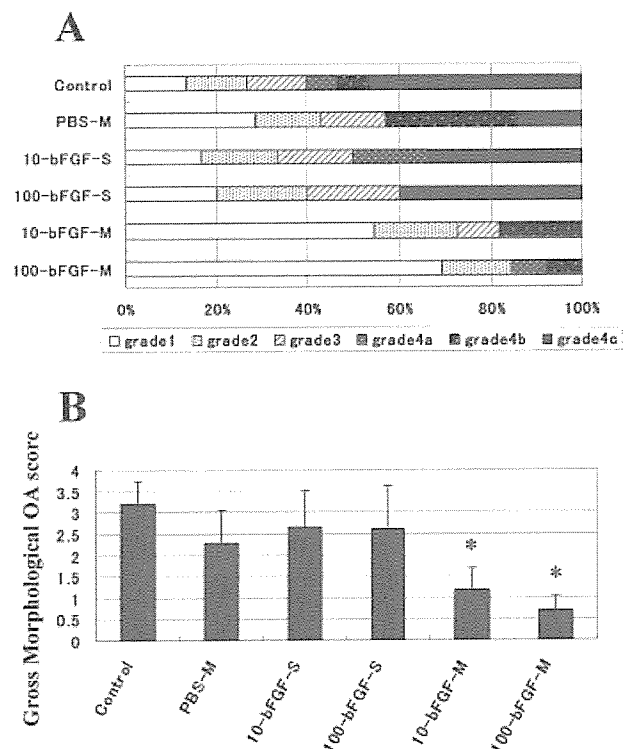 A
Control
PBS-M
10-bFGF-S
100-bFGF-S
10-bFGF-M
100-bFGF-M
0% 20% 40% 60% 80% 100%
grade1 grade2 grade3 grade4a grade4b grade4c
B
Gross Morphological OA score
4
3.5
3
2.5
2
1.5
1
0.5
0
* *
Control PBS-M 10-bFGF-S 100-bFGF-S 10-bFGF-M 100-bFGF-M